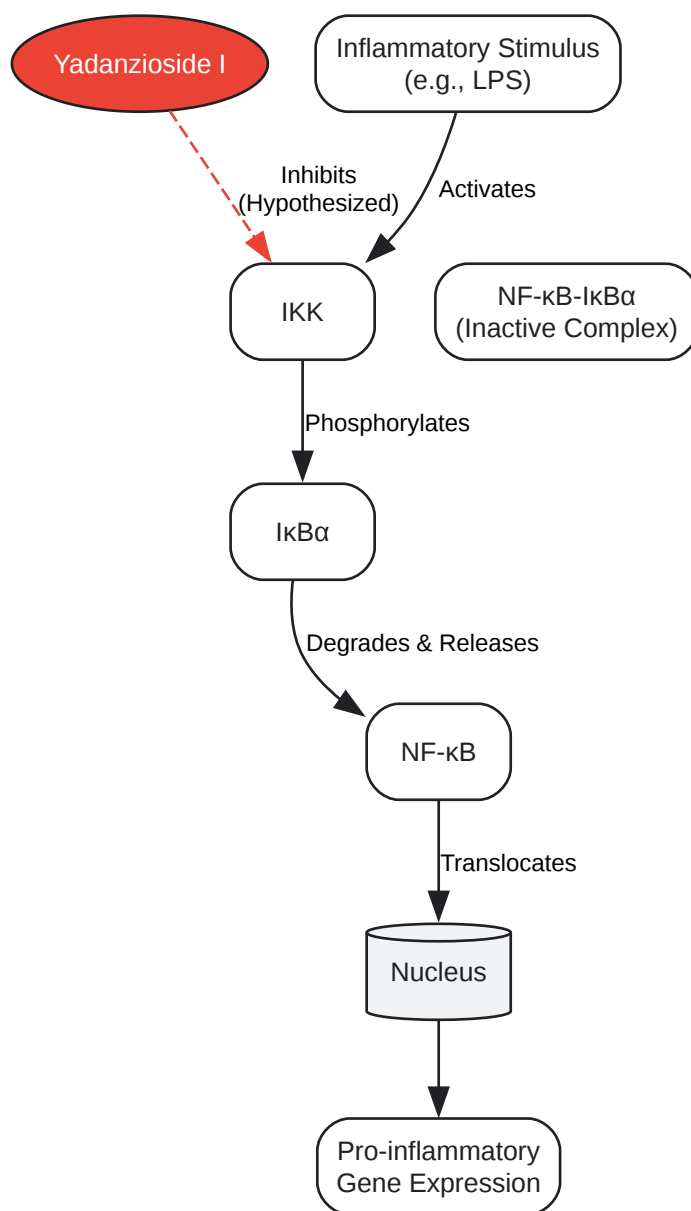 Yadanzioside I
Inflammatory Stimulus
(e.g., LPS)
Inhibits
(Hypothesized)
Activates
IKK
NF-κB-IκBα
(Inactive Complex)
Phosphorylates
IκBα
Degrades & Releases
NF-κB
Translocates
Nucleus
Pro-inflammatory
Gene Expression